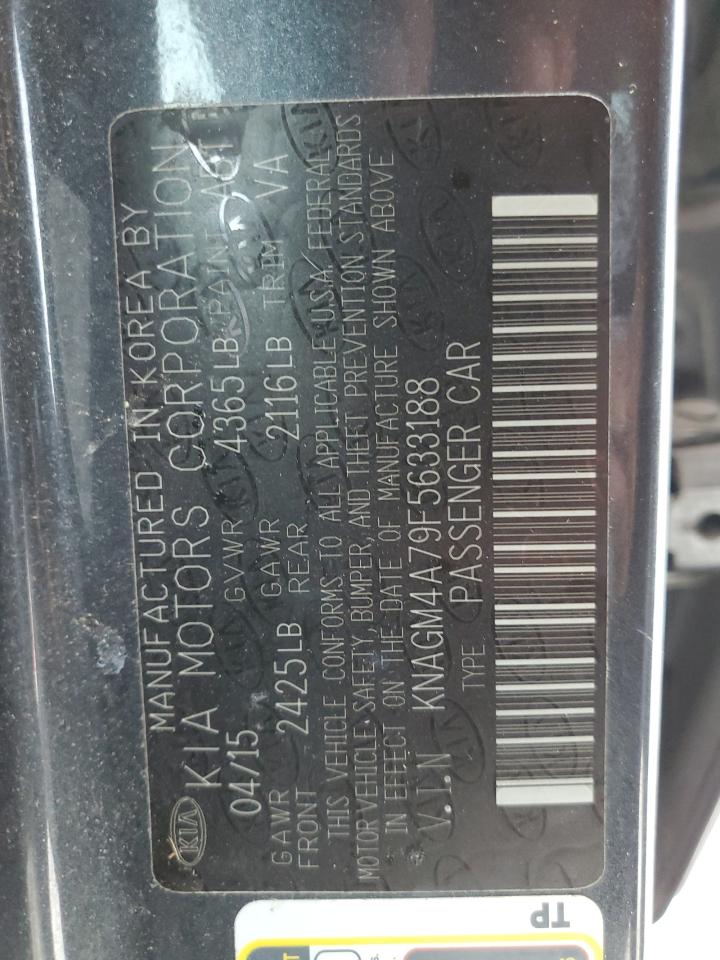 KIA
MANUFACTURED IN KOREA BY
KIA MOTORS CORPORATION
04/15 GVWR 4365LB PAINT
GAWR FRONT 2425LB GAWR REAR 2116LB TRIM VA
THIS VEHICLE CONFORMS TO ALL APPLICABLE U.S.A. FEDERAL
MOTOR VEHICLE SAFETY, BUMPER, AND THEFT PREVENTION STANDARDS
IN EFFECT ON THE DATE OF MANUFACTURE SHOWN ABOVE
V.I.N KNAGM4A79F5633188
TYPE PASSENGER CAR
TP